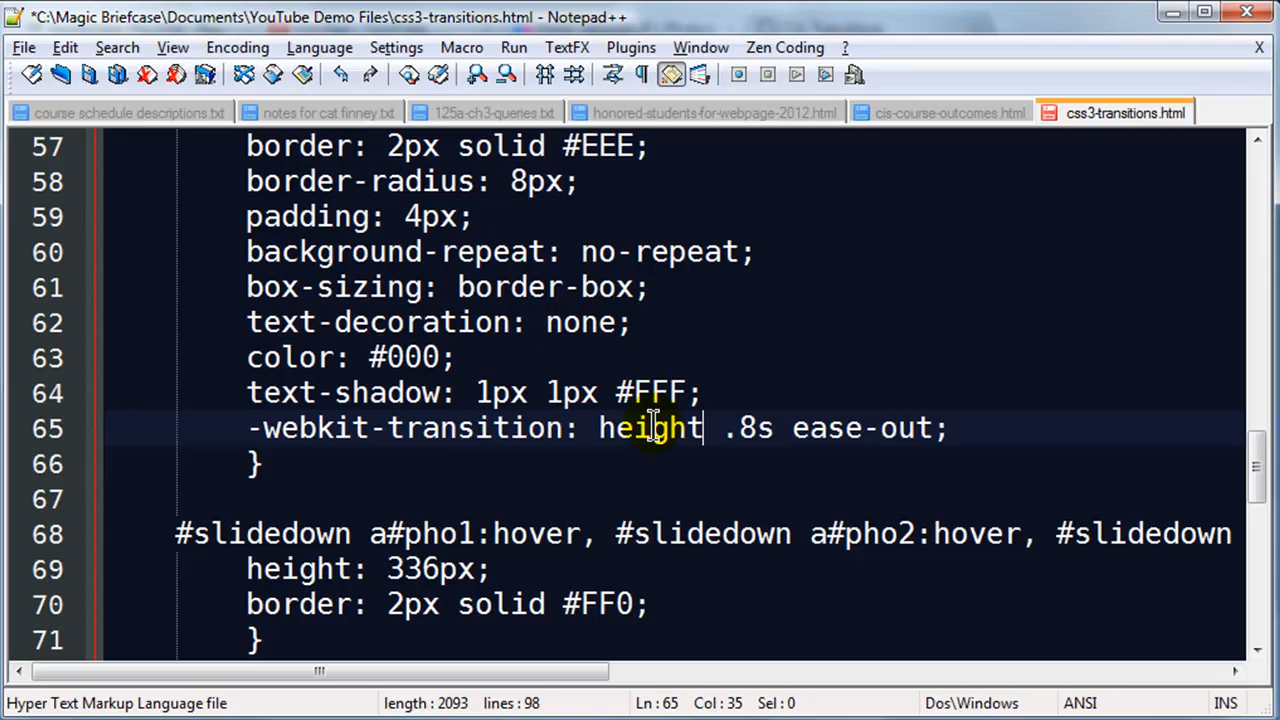 *C:\Magic Briefcase\Documents\YouTube Demo Files\css3-transitions.html - Notepad++
File Edit Search View Encoding Language Settings Macro Run TextFX Plugins Window Zen Coding ? X
course schedule descriptions.txt notes for cat finney.txt 125a-ch3-queries.txt honored-students-for-webpage-2012.html cis-course-outcomes.html css3-transitions.html
57 border: 2px solid #EEE;
58 border-radius: 8px;
59 padding: 4px;
60 background-repeat: no-repeat;
61 box-sizing: border-box;
62 text-decoration: none;
63 color: #000;
64 text-shadow: 1px 1px #FFF;
65 -webkit-transition: height .8s ease-out;
66 }
67
68 #slidedown a#pho1:hover, #slidedown a#pho2:hover, #slidedown
69 height: 336px;
70 border: 2px solid #FF0;
71 }
Hyper Text Markup Language file length : 2093 lines : 98 Ln : 65 Col : 35 Sel : 0 Dos\Windows ANSI INS